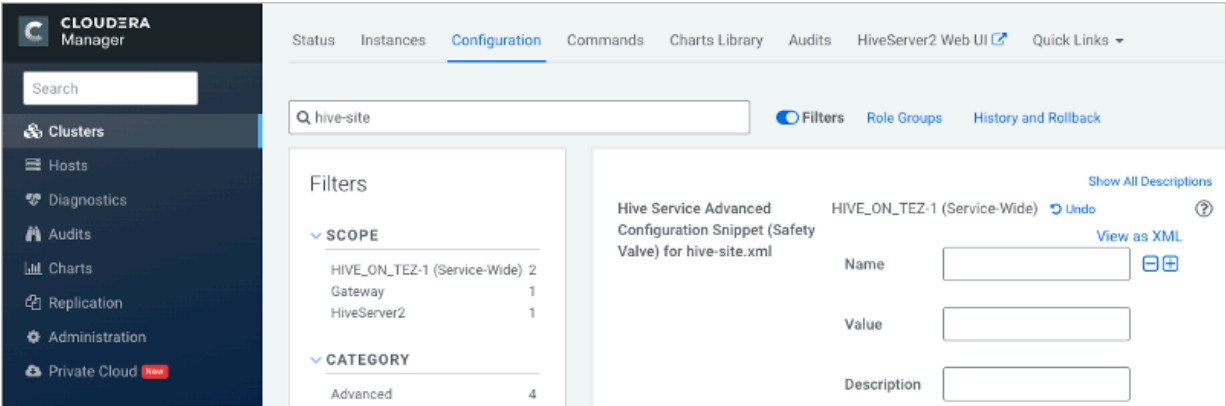 CLOUDERA
Manager
Search
Clusters
Hosts
Diagnostics
Audits
Charts
Replication
Administration
Private Cloud New
Status Instances Configuration Commands Charts Library Audits HiveServer2 Web UI Quick Links
hive-site
Filters Role Groups History and Rollback
Filters
SCOPE
HIVE_ON_TEZ-1 (Service-Wide) 2
Gateway 1
HiveServer2 1
CATEGORY
Advanced 4
Show All Descriptions
Hive Service Advanced
Configuration Snippet (Safety
Valve) for hive-site.xml
HIVE_ON_TEZ-1 (Service-Wide) Undo
View as XML
Name
Value
Description